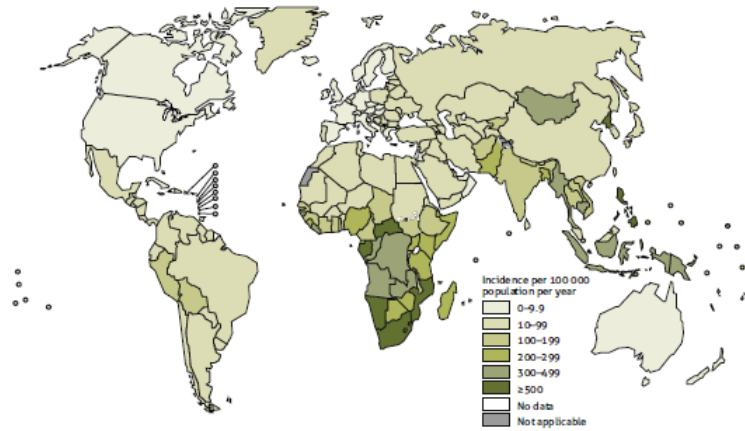 Incidence per 100 000
population per year
0–9.9
10–99
100–199
200–299
300–499
≥500
No data
Not applicable